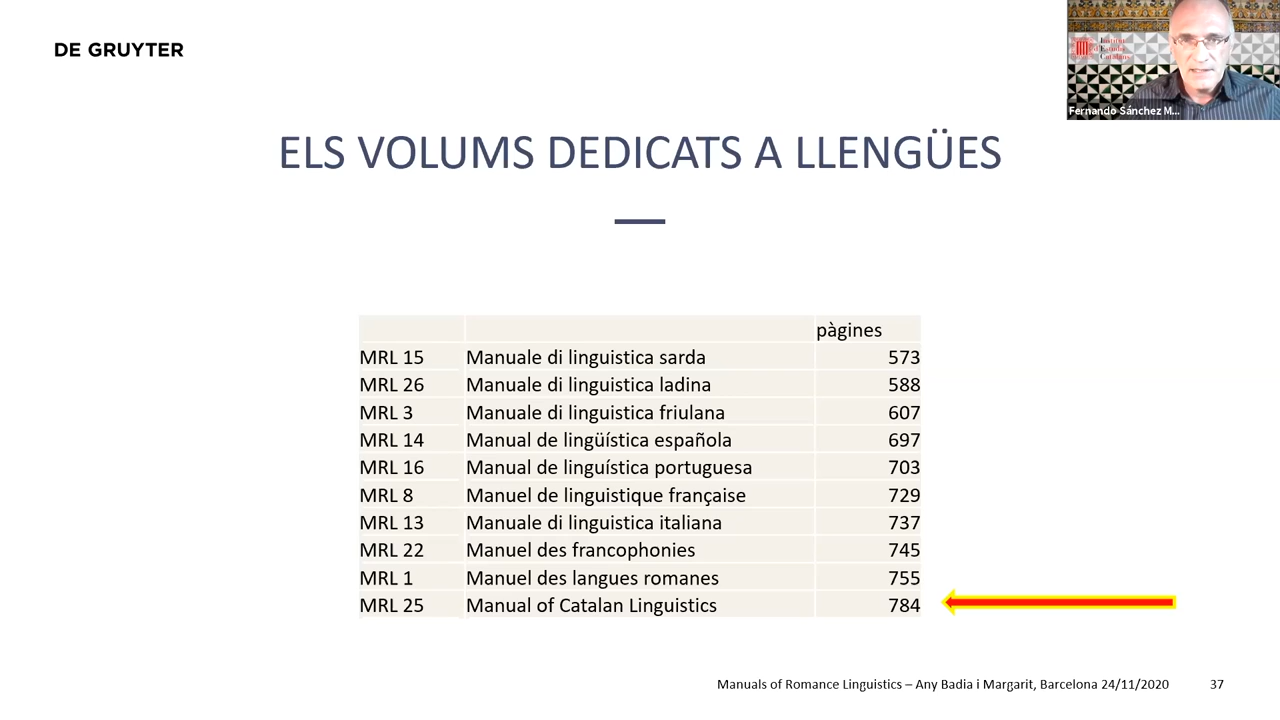 DE GRUYTER
Fernando Sánchez M...
ELS VOLUMS DEDICATS A LLENGÜES
pàgines
MRL 15 Manuale di linguistica sarda 573
MRL 26 Manuale di linguistica ladina 588
MRL 3 Manuale di linguistica friulana 607
MRL 14 Manual de lingüística española 697
MRL 16 Manual de linguística portuguesa 703
MRL 8 Manuel de linguistique française 729
MRL 13 Manuale di linguistica italiana 737
MRL 22 Manuel des francophonies 745
MRL 1 Manuel des langues romanes 755
MRL 25 Manual of Catalan Linguistics 784
Manuals of Romance Linguistics – Any Badia i Margarit, Barcelona 24/11/2020 37